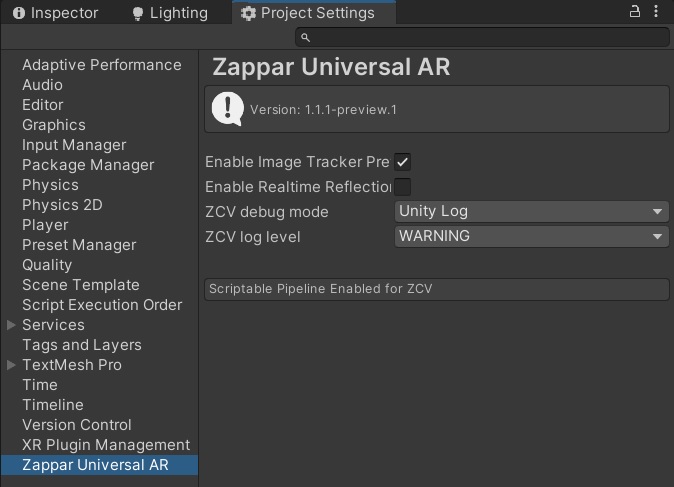 Inspector
Lighting
Project Settings
Adaptive Performance
Audio
Editor
Graphics
Input Manager
Package Manager
Physics
Physics 2D
Player
Preset Manager
Quality
Scene Template
Script Execution Order
Services
Tags and Layers
TextMesh Pro
Time
Timeline
Version Control
XR Plugin Management
Zappar Universal AR
Zappar Universal AR
Version: 1.1.1-preview.1
Enable Image Tracker Pre
Enable Realtime Reflection
ZCV debug mode
Unity Log
ZCV log level
WARNING
Scriptable Pipeline Enabled for ZCV